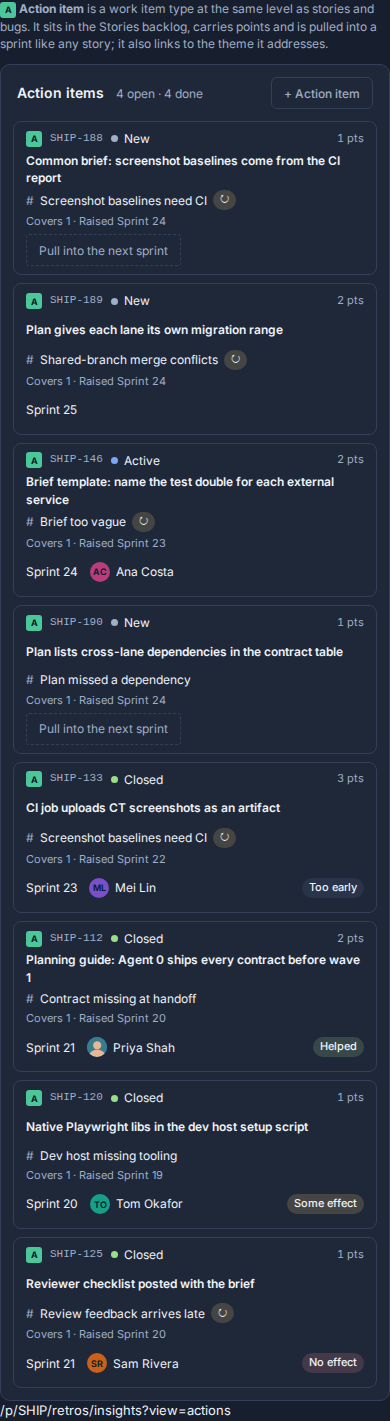 A Action item is a work item type at the same level as stories and
bugs. It sits in the Stories backlog, carries points and is pulled into a
sprint like any story; it also links to the theme it addresses.
Action items 4 open · 4 done + Action item
A SHIP-188 New 1 pts
Common brief: screenshot baselines come from the CI
report
# Screenshot baselines need CI
Covers 1 · Raised Sprint 24
Pull into the next sprint
A SHIP-189 New 2 pts
Plan gives each lane its own migration range
# Shared-branch merge conflicts
Covers 1 · Raised Sprint 24
Sprint 25
A SHIP-146 Active 2 pts
Brief template: name the test double for each external
service
# Brief too vague
Covers 1 · Raised Sprint 23
Sprint 24 AC Ana Costa
A SHIP-190 New 1 pts
Plan lists cross-lane dependencies in the contract table
# Plan missed a dependency
Covers 1 · Raised Sprint 24
Pull into the next sprint
A SHIP-133 Closed 3 pts
CI job uploads CT screenshots as an artifact
# Screenshot baselines need CI
Covers 1 · Raised Sprint 22
Sprint 23 ML Mei Lin Too early
A SHIP-112 Closed 2 pts
Planning guide: Agent 0 ships every contract before wave
1
# Contract missing at handoff
Covers 1 · Raised Sprint 20
Sprint 21 Priya Shah Helped
A SHIP-120 Closed 1 pts
Native Playwright libs in the dev host setup script
# Dev host missing tooling
Covers 1 · Raised Sprint 19
Sprint 20 TO Tom Okafor Some effect
A SHIP-125 Closed 1 pts
Reviewer checklist posted with the brief
# Review feedback arrives late
Covers 1 · Raised Sprint 20
Sprint 21 SR Sam Rivera No effect
/p/SHIP/retros/insights?view=actions